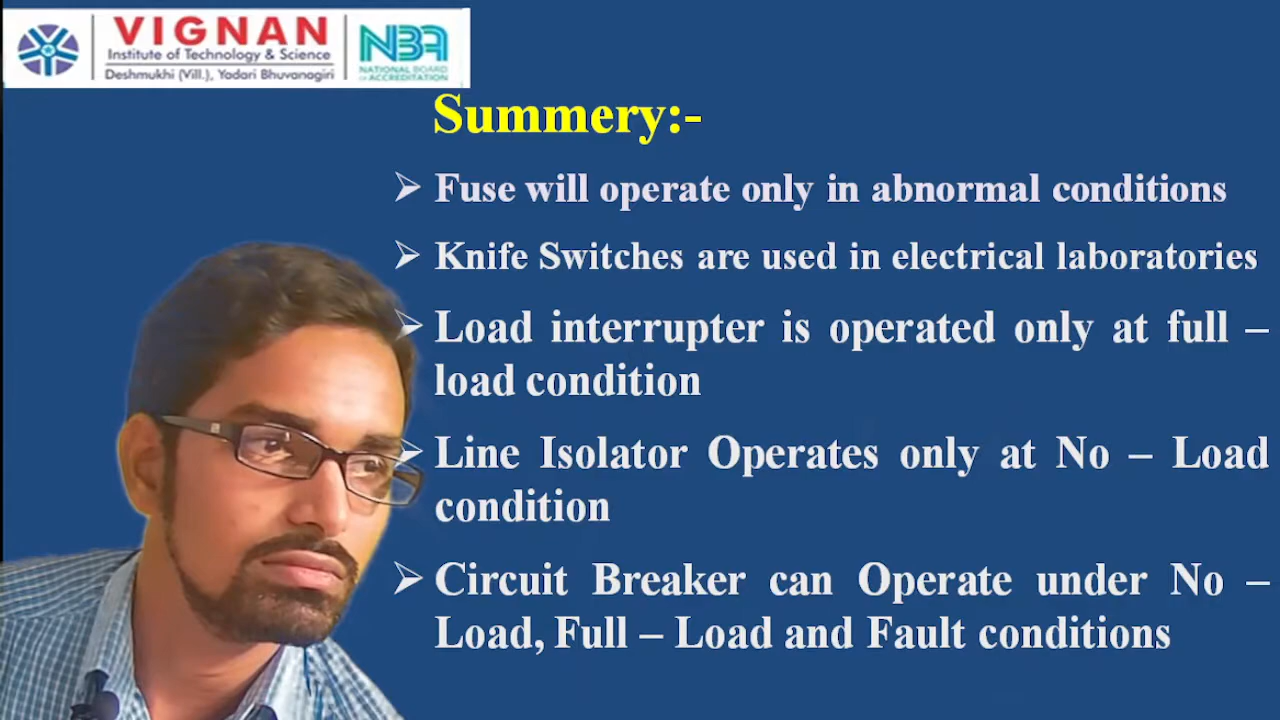 VIGNAN
Institute of Technology & Science
Deshmukhi (Vill.), Yadari Bhuvanagiri
NBA
NATIONAL BOARD
OF ACCREDITATION
Summery:-
Fuse will operate only in abnormal conditions
Knife Switches are used in electrical laboratories
Load interrupter is operated only at full –
load condition
Line Isolator Operates only at No – Load
condition
Circuit Breaker can Operate under No –
Load, Full – Load and Fault conditions